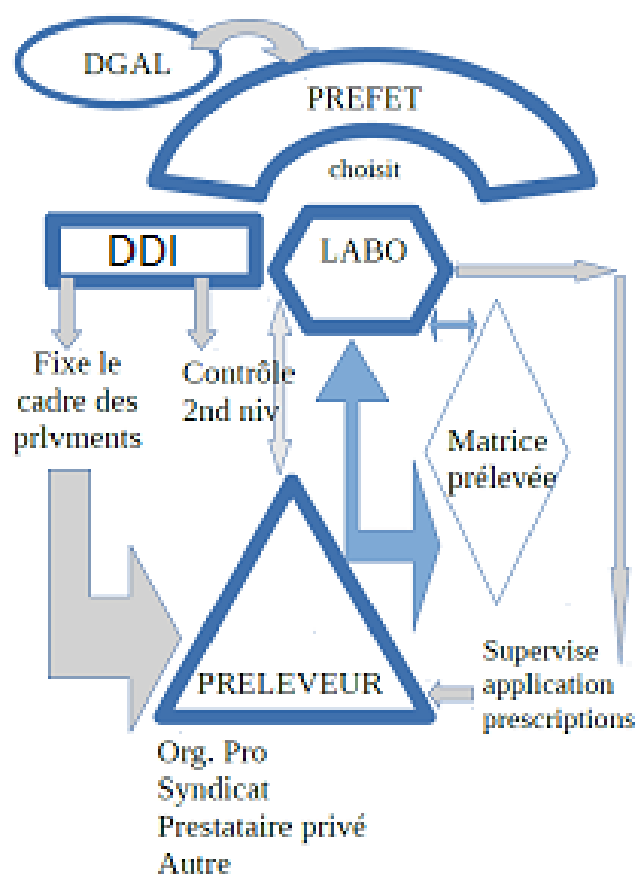 DGAL
PREFET
choisit
DDI
LABO
Fixe le
cadre des
prlvments
Contrôle
2nd niv
Matrice
prélevée
PRELEVEUR
Supervise
application
prescriptions
Org. Pro
Syndicat
Prestataire privé
Autre